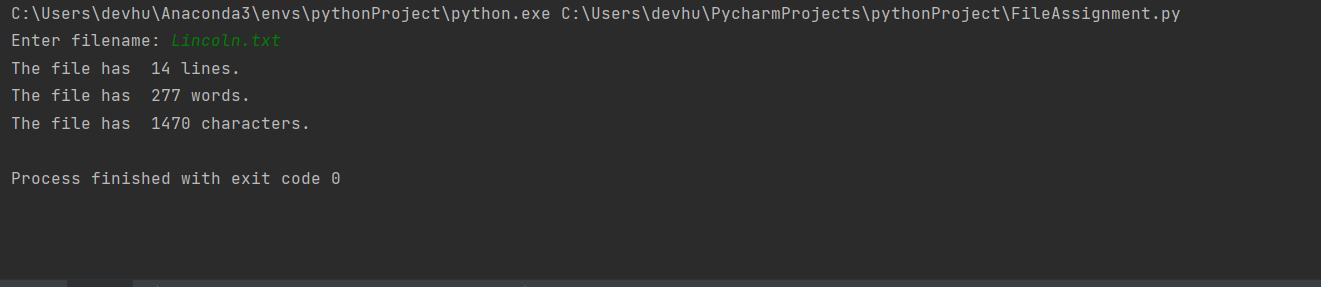 C:\Users\devhu\Anaconda3\envs\pythonProject\python.exe C:\Users\devhu\PycharmProjects\pythonProject\FileAssignment.py
Enter filename: Lincoln.txt
The file has  14 lines.
The file has  277 words.
The file has  1470 characters.
Process finished with exit code 0